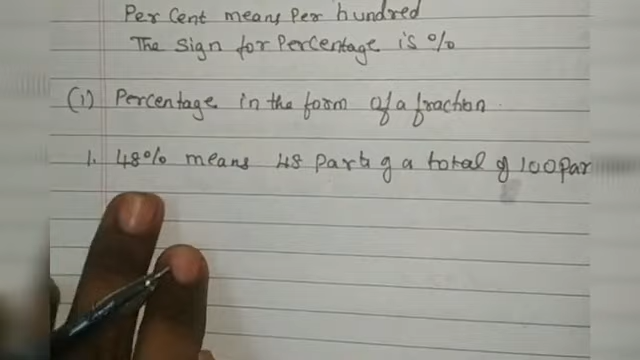 Per Cent means Per hundred
The sign for Percentage is %
(1) Percentage in the form of a fraction
1. 48% means 48 parts of a total of 100 par